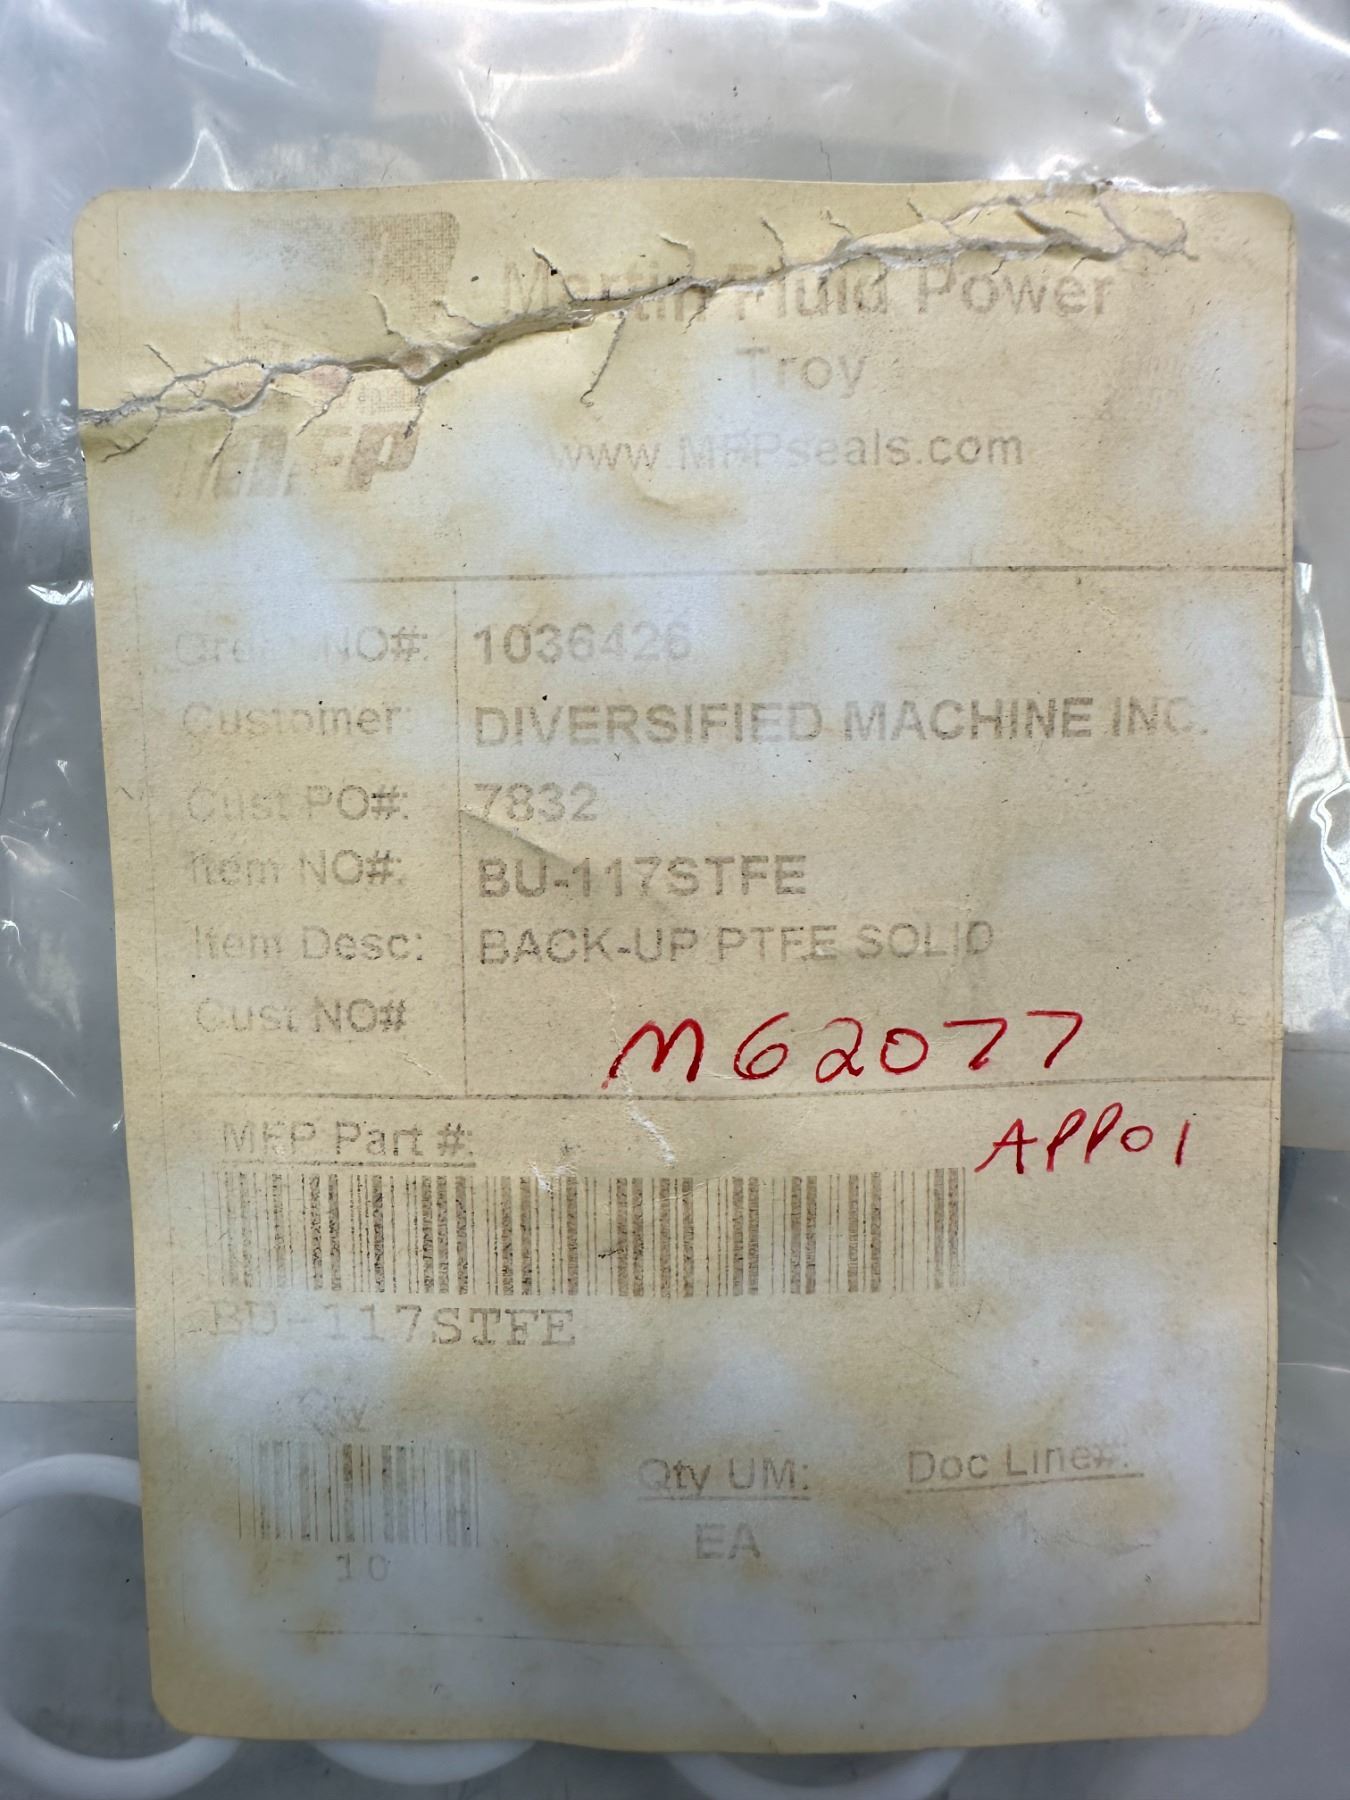 Martin Fluid Power
Troy
www.MFPseals.com
MFP
Order NO#: 1036426
Customer: DIVERSIFIED MACHINE INC.
Cust PO#: 7832
Item NO#: BU-117STFE
Item Desc: BACK-UP PTFE SOLID
Cust NO#
M62077
MFP Part #:
APP01
BU-117STFE
Qty UM: Doc Line#:
10 EA 1